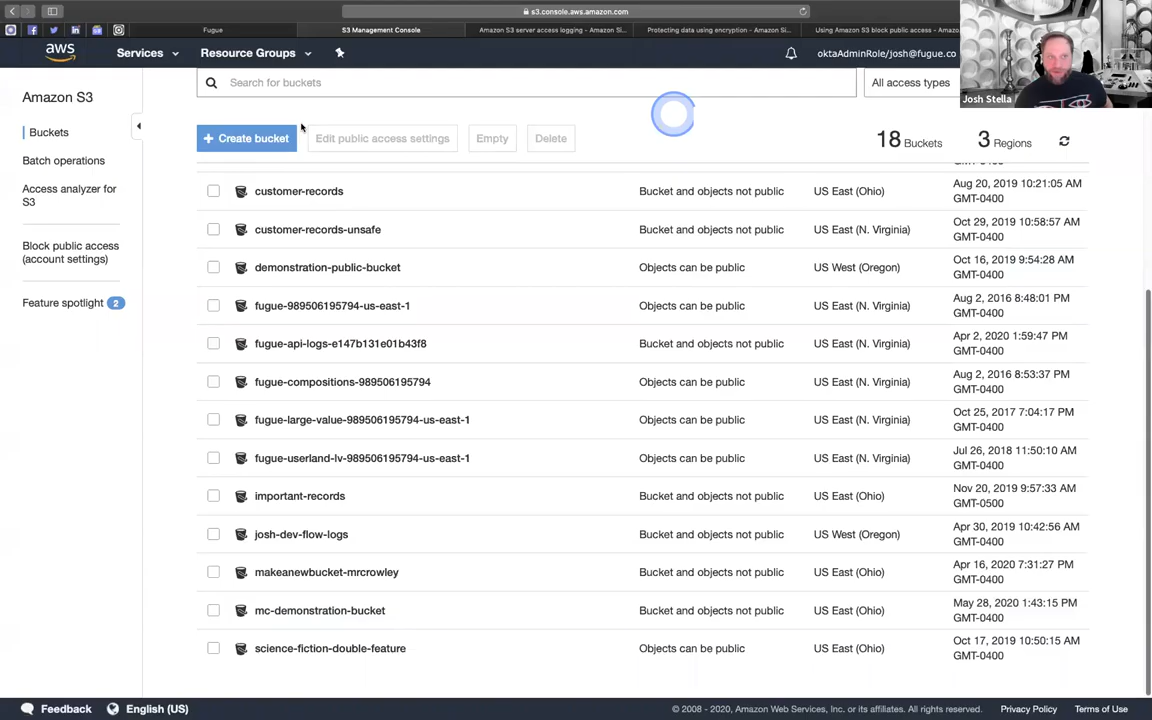 s3.console.aws.amazon.com
Fugue
S3 Management Console
Amazon S3 server access logging - Amazon Si...
Protecting data using encryption - Amazon Si...
Using Amazon S3 block public access - Amazon
aws
Services
Resource Groups
oktaAdminRole/josh@fugue.co
Josh Stella
Amazon S3
Search for buckets
All access types
Buckets
Batch operations
Access analyzer for
S3
Block public access
(account settings)
Feature spotlight 2
+ Create bucket
Edit public access settings
Empty
Delete
18 Buckets
3 Regions
customer-records Bucket and objects not public US East (Ohio) Aug 20, 2019 10:21:05 AM
GMT-0400
customer-records-unsafe Bucket and objects not public US East (N. Virginia) Oct 29, 2019 10:58:57 AM
GMT-0400
demonstration-public-bucket Objects can be public US West (Oregon) Oct 16, 2019 9:54:28 AM
GMT-0400
fugue-989506195794-us-east-1 Objects can be public US East (N. Virginia) Aug 2, 2016 8:48:01 PM
GMT-0400
fugue-api-logs-e147b131e01b43f8 Bucket and objects not public US East (N. Virginia) Apr 2, 2020 1:59:47 PM
GMT-0400
fugue-compositions-989506195794 Objects can be public US East (N. Virginia) Aug 2, 2016 8:53:37 PM
GMT-0400
fugue-large-value-989506195794-us-east-1 Objects can be public US East (N. Virginia) Oct 25, 2017 7:04:17 PM
GMT-0400
fugue-userland-lv-989506195794-us-east-1 Objects can be public US East (N. Virginia) Jul 26, 2018 11:50:10 AM
GMT-0400
important-records Bucket and objects not public US East (Ohio) Nov 20, 2019 9:57:33 AM
GMT-0500
josh-dev-flow-logs Bucket and objects not public US West (Oregon) Apr 30, 2019 10:42:56 AM
GMT-0400
makeanewbucket-mrcrowley Bucket and objects not public US East (Ohio) Apr 16, 2020 7:31:27 PM
GMT-0400
mc-demonstration-bucket Bucket and objects not public US East (Ohio) May 28, 2020 1:43:15 PM
GMT-0400
science-fiction-double-feature Objects can be public US East (Ohio) Oct 17, 2019 10:50:15 AM
GMT-0400
Feedback
English (US)
© 2008 - 2020, Amazon Web Services, Inc. or its affiliates. All rights reserved.
Privacy Policy
Terms of Use